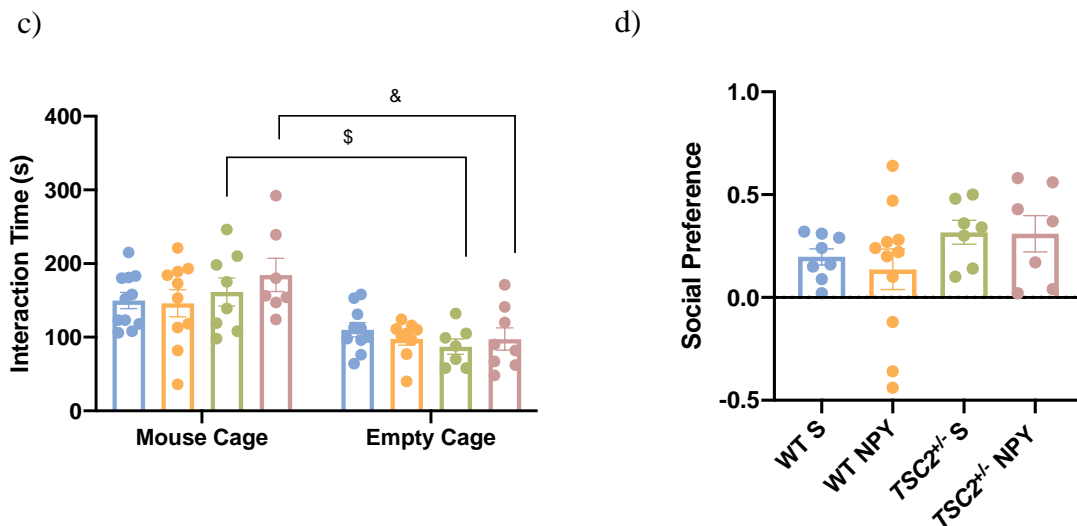 c)
Interaction Time (s)
400
300
200
100
0
&
$
Mouse Cage
Empty Cage
d)
Social Preference
1.0
0.5
0.0
-0.5
WT S
WT NPY
TSC2+/- S
TSC2+/- NPY